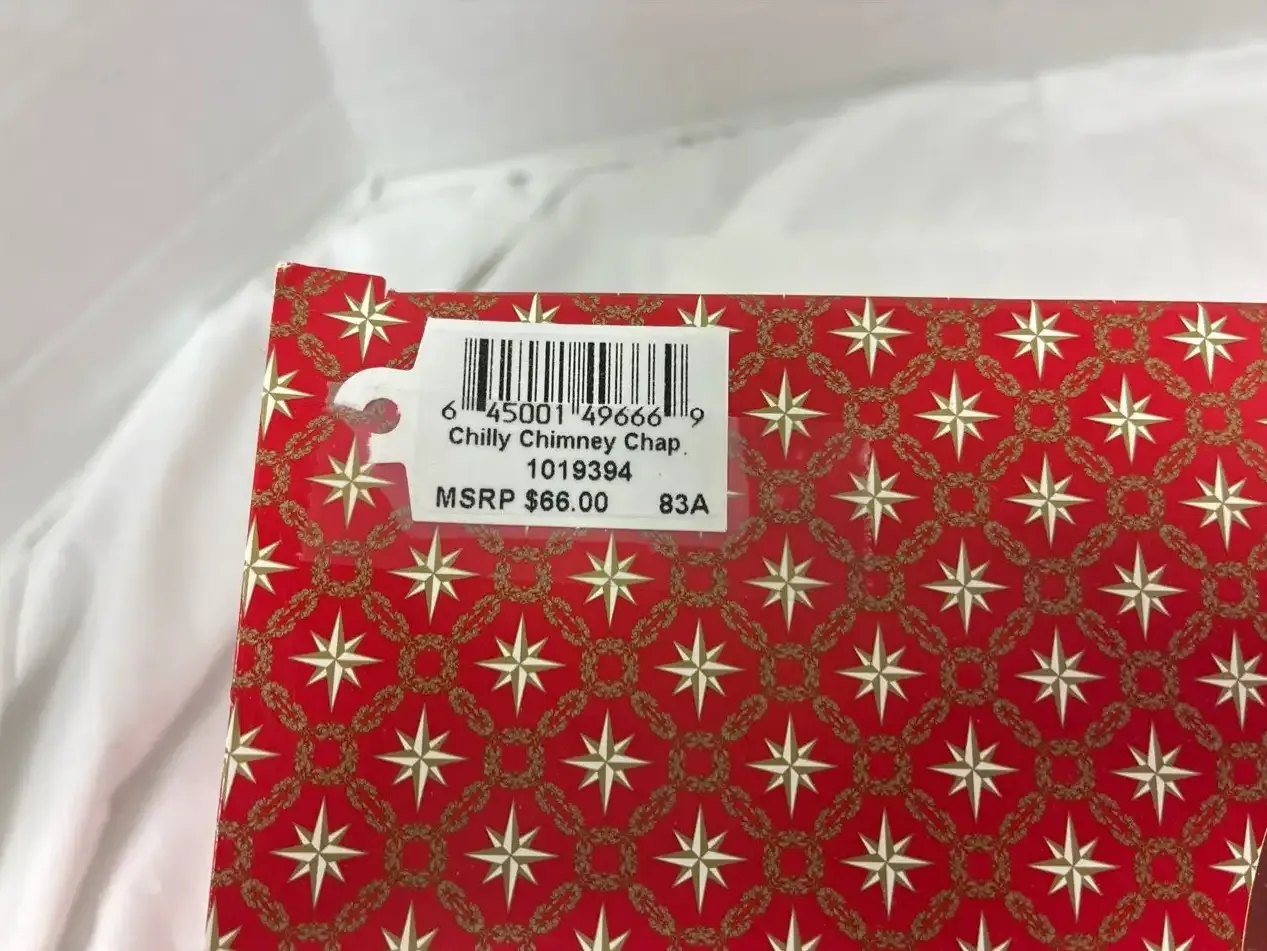 6 45001 49666 9
Chilly Chimney Chap.
1019394
MSRP $66.00 83A